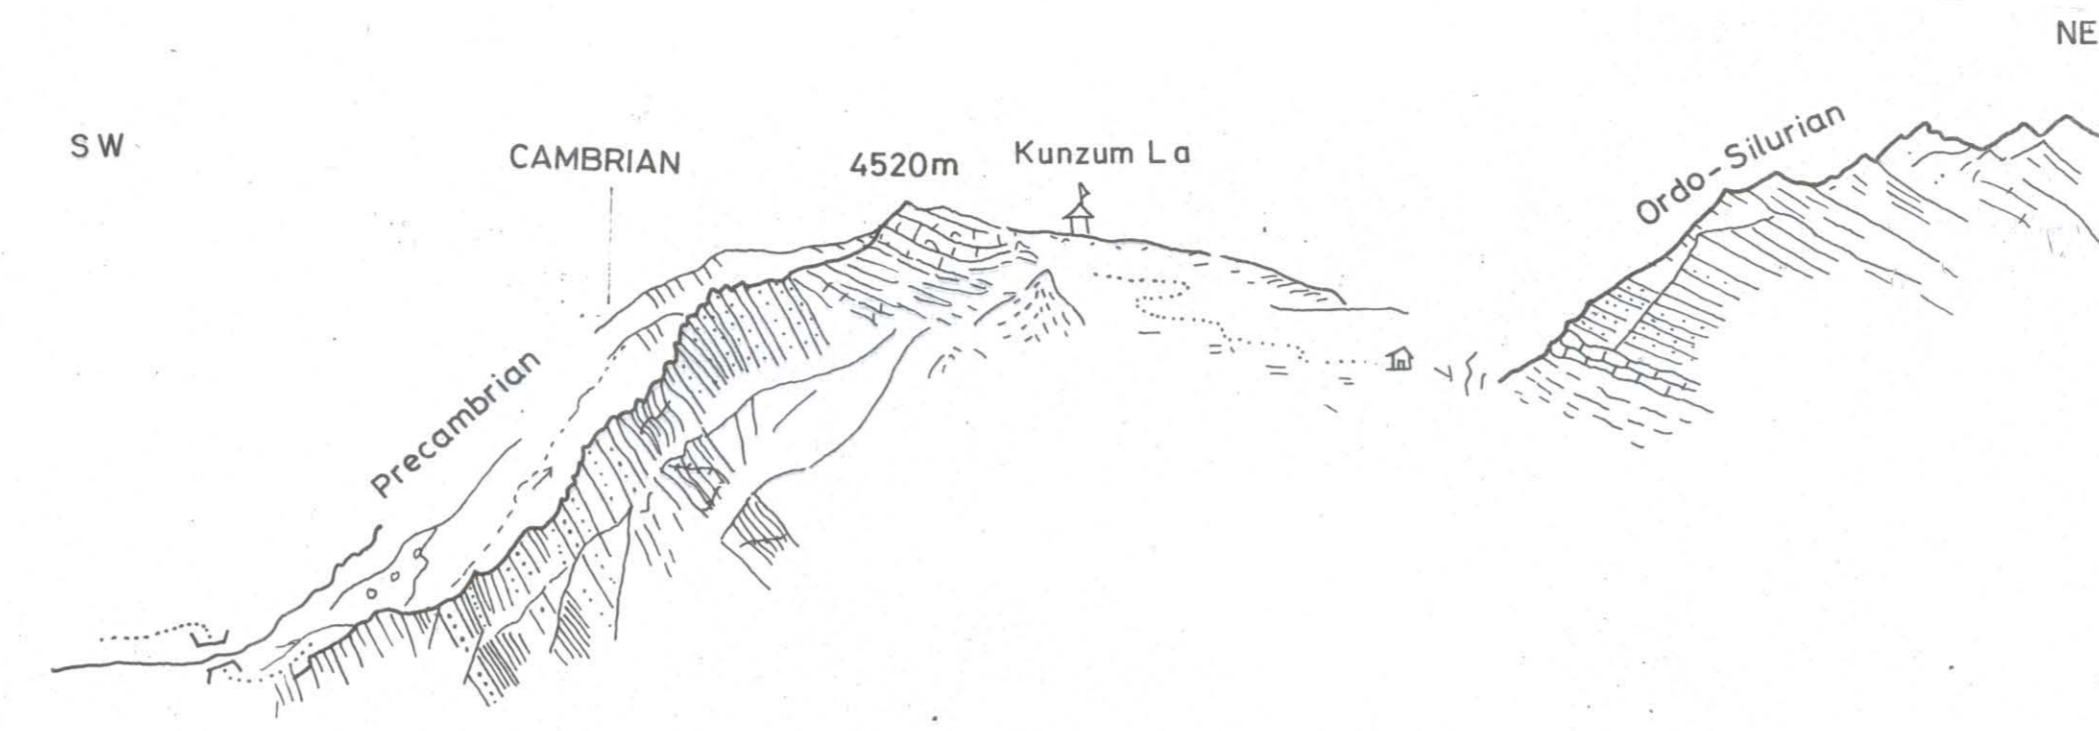 NE
SW
CAMBRIAN
4520m
Kunzum La
Ordo-Silurian
Precambrian